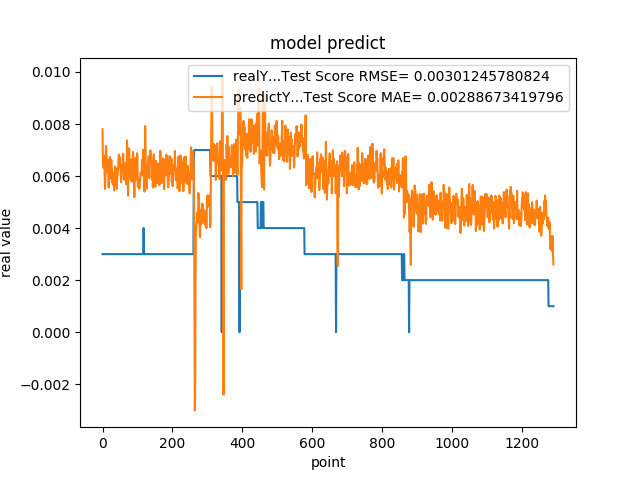 model predict
realY...Test Score RMSE= 0.00301245780824
predictY...Test Score MAE= 0.00288673419796
real value
0.010
0.008
0.006
0.004
0.002
0.000
−0.002
0 200 400 600 800 1000 1200
point